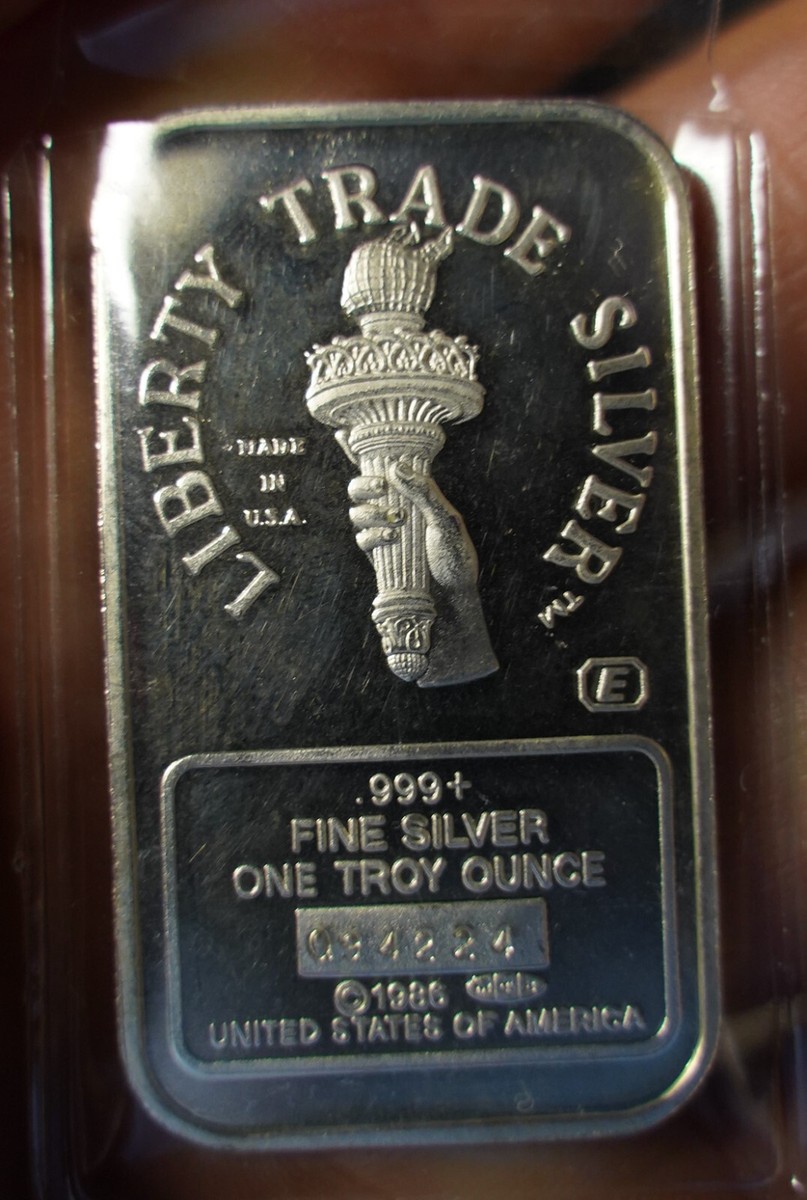 LIBERTY TRADE SILVER™
MADE
IN
U.S.A.
E
.999+
FINE SILVER
ONE TROY OUNCE
094224
©1986
UNITED STATES OF AMERICA